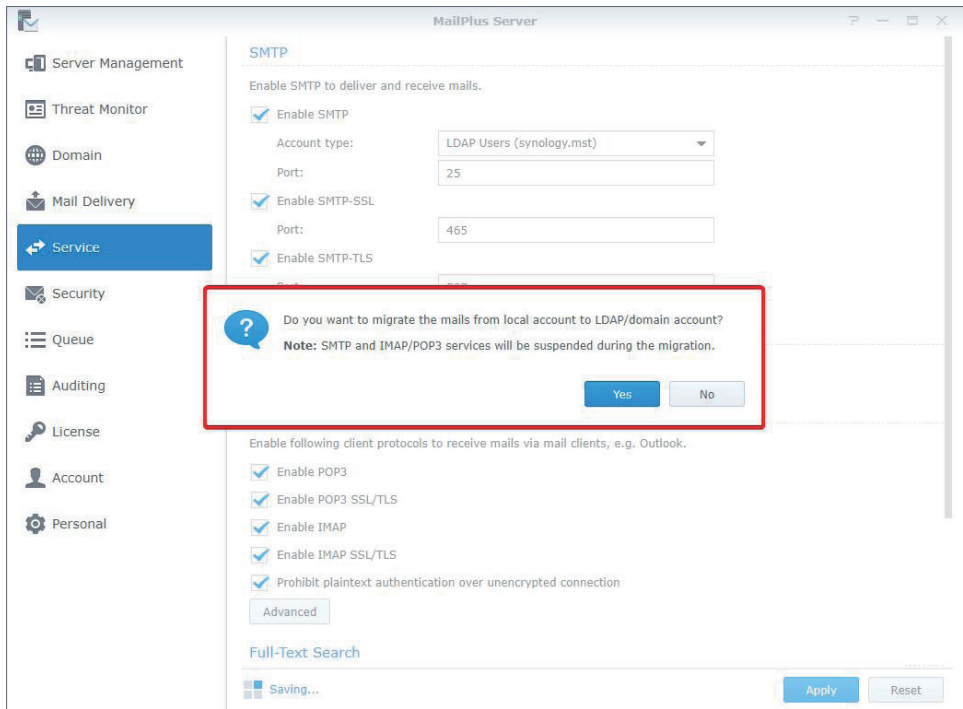 MailPlus Server
Server Management
Threat Monitor
Domain
Mail Delivery
Service
Security
Queue
Auditing
License
Account
Personal
SMTP
Enable SMTP to deliver and receive mails.
Enable SMTP
Account type: LDAP Users (synology.mst)
Port: 25
Enable SMTP-SSL
Port: 465
Enable SMTP-TLS
Do you want to migrate the mails from local account to LDAP/domain account?
Note: SMTP and IMAP/POP3 services will be suspended during the migration.
Yes No
Enable following client protocols to receive mails via mail clients, e.g. Outlook.
Enable POP3
Enable POP3 SSL/TLS
Enable IMAP
Enable IMAP SSL/TLS
Prohibit plaintext authentication over unencrypted connection
Advanced
Full-Text Search
Saving...
Apply Reset